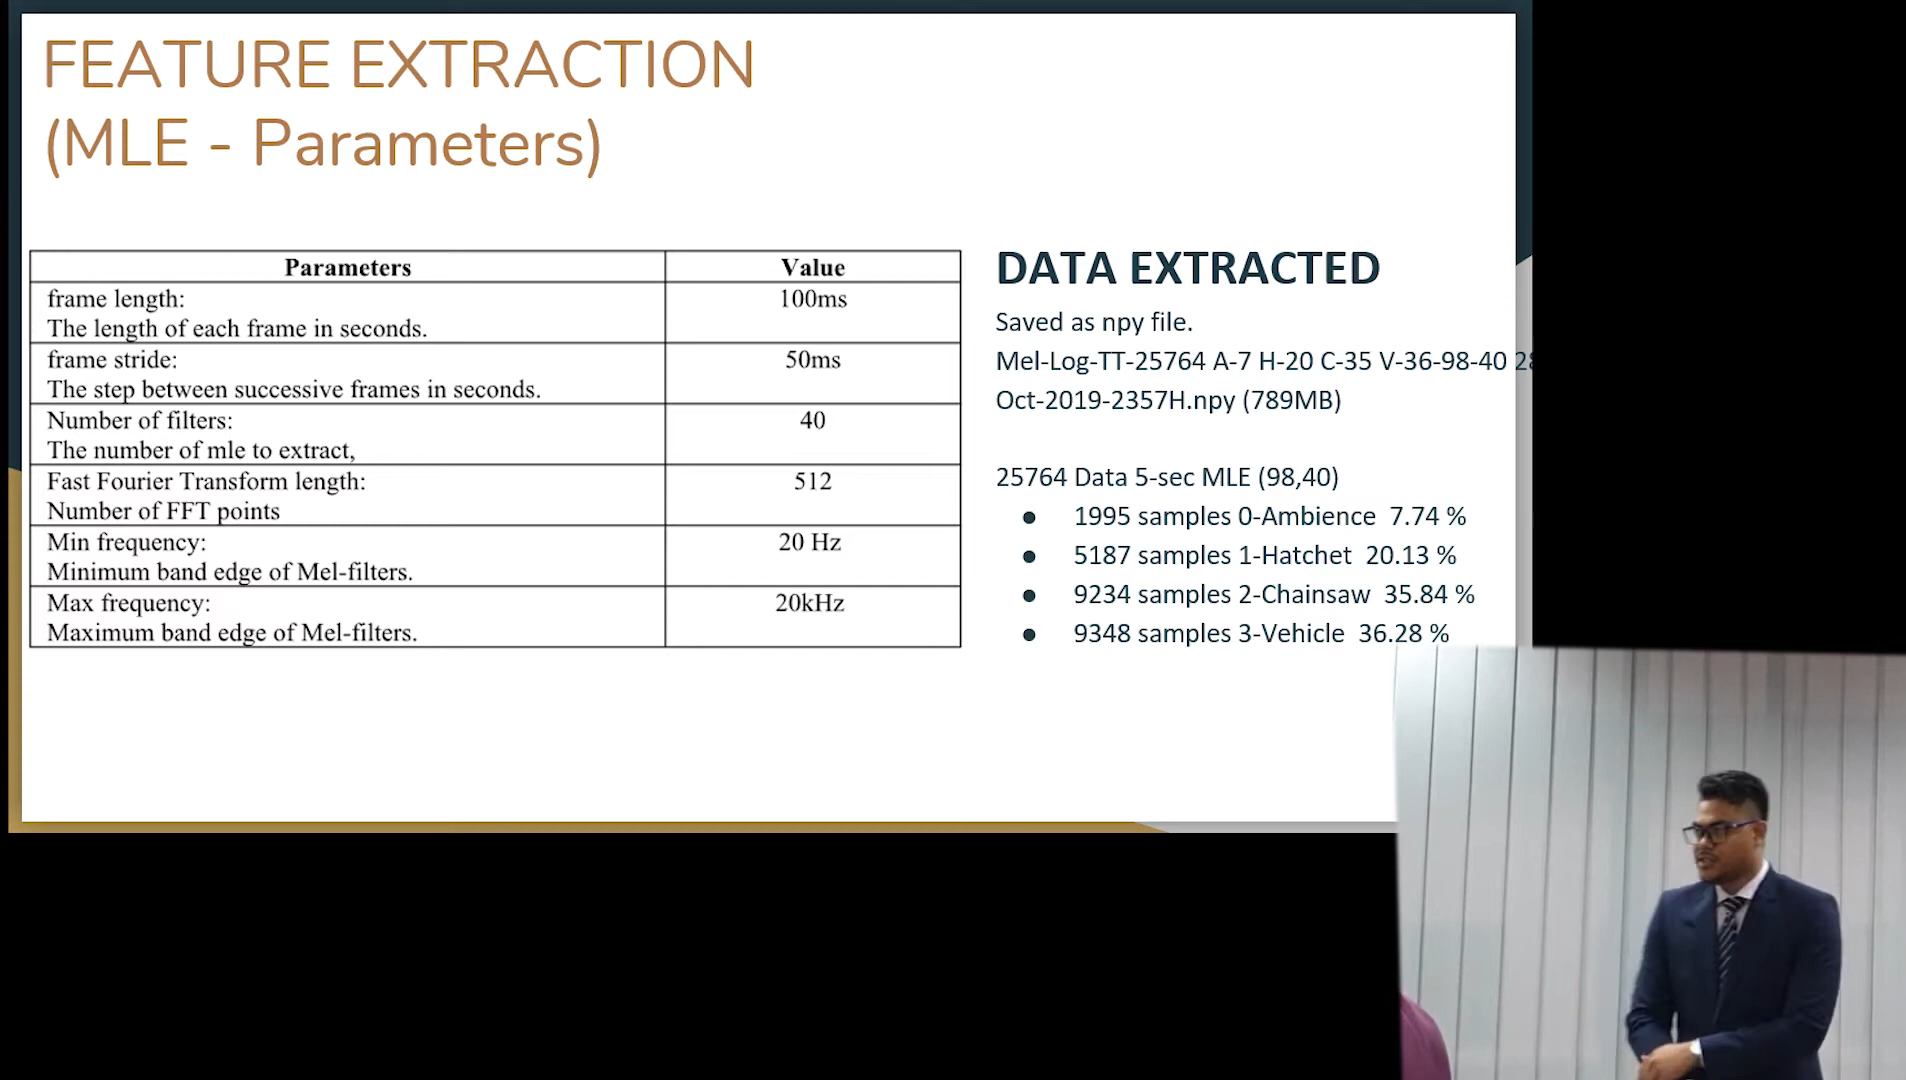 FEATURE EXTRACTION
(MLE - Parameters)
Parameters Value
frame length: 100ms
The length of each frame in seconds.
frame stride: 50ms
The step between successive frames in seconds.
Number of filters: 40
The number of mle to extract,
Fast Fourier Transform length: 512
Number of FFT points
Min frequency: 20 Hz
Minimum band edge of Mel-filters.
Max frequency: 20kHz
Maximum band edge of Mel-filters.
DATA EXTRACTED
Saved as npy file.
Mel-Log-TT-25764 A-7 H-20 C-35 V-36-98-40 28
Oct-2019-2357H.npy (789MB)
25764 Data 5-sec MLE (98,40)
● 1995 samples 0-Ambience 7.74 %
● 5187 samples 1-Hatchet 20.13 %
● 9234 samples 2-Chainsaw 35.84 %
● 9348 samples 3-Vehicle 36.28 %